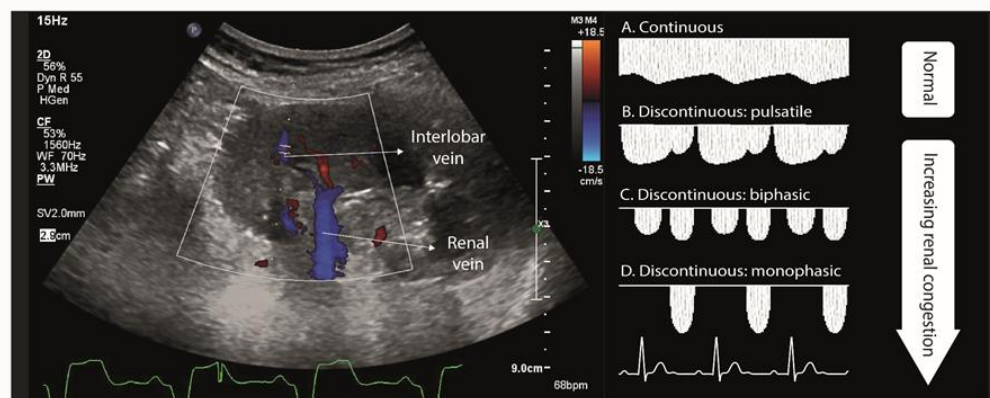 15Hz
2D
56%
Dyn R 55
P Med
HGen
CF
53%
1560Hz
WF 70Hz
3.3MHz
PW
SV2.0mm
2.9cm
P
Interlobar
vein
Renal
vein
M3 M4
+18.5
-18.5
cm/s
X3
9.0cm
68bpm
A. Continuous
B. Discontinuous: pulsatile
C. Discontinuous: biphasic
D. Discontinuous: monophasic
Normal
Increasing renal congestion